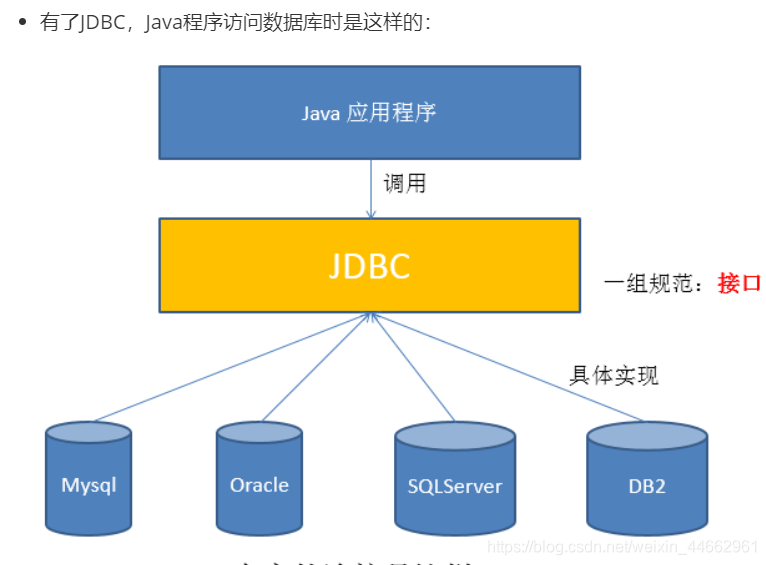 有了JDBC，Java程序访问数据库时是这样的：
Java 应用程序
调用
JDBC
一组规范：接口
具体实现
Mysql
Oracle
SQLServer
DB2
https://blog.csdn.net/weixin_44662961